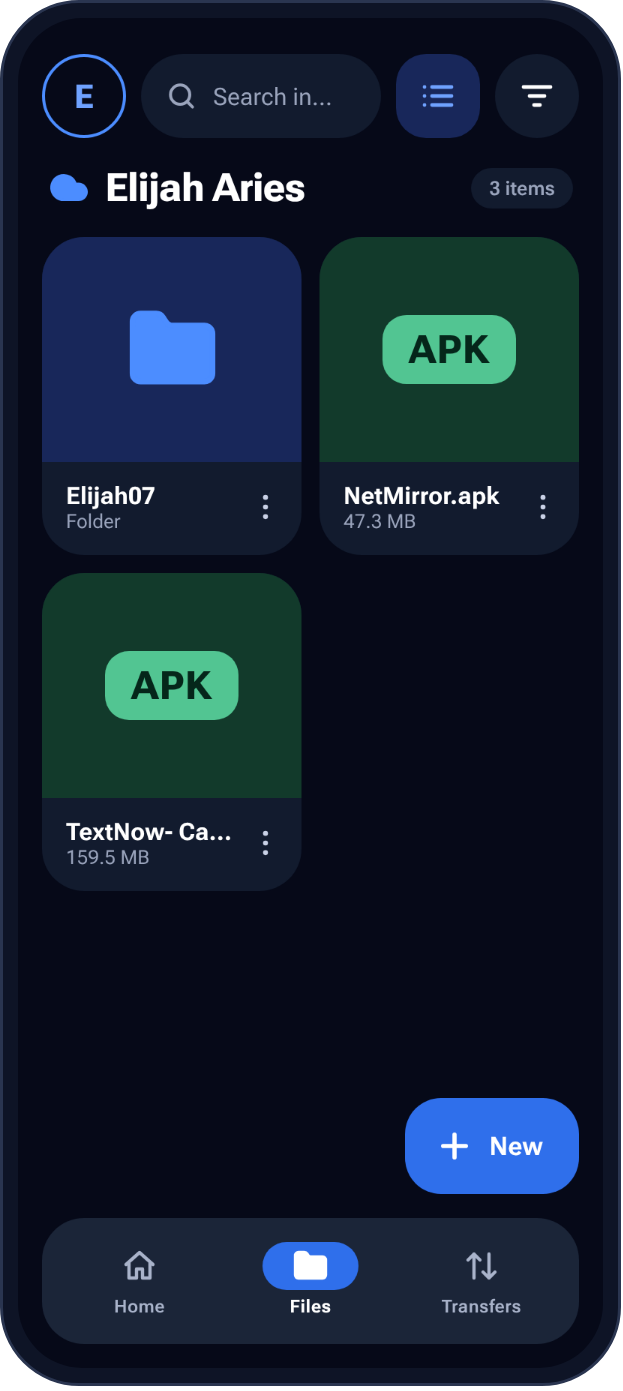 E
Search in...
Elijah Aries
3 items
APK
APK
Elijah07
NetMirror.apk
Folder
47.3 MB
APK
TextNow- Ca...
159.5 MB
New
Home
Files
Transfers